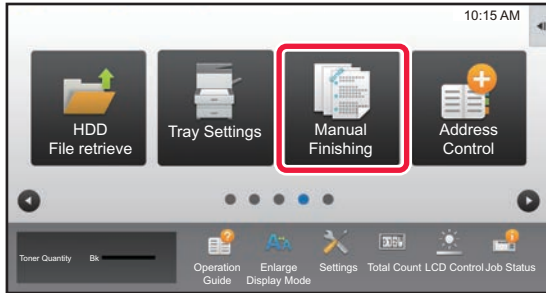 10:15 AM
HDD
File retrieve
Tray Settings
Manual
Finishing
Address
Control
Toner Quantity
Bk
Operation
Guide
Enlarge
Display Mode
Settings
Total Count
LCD Control
Job Status